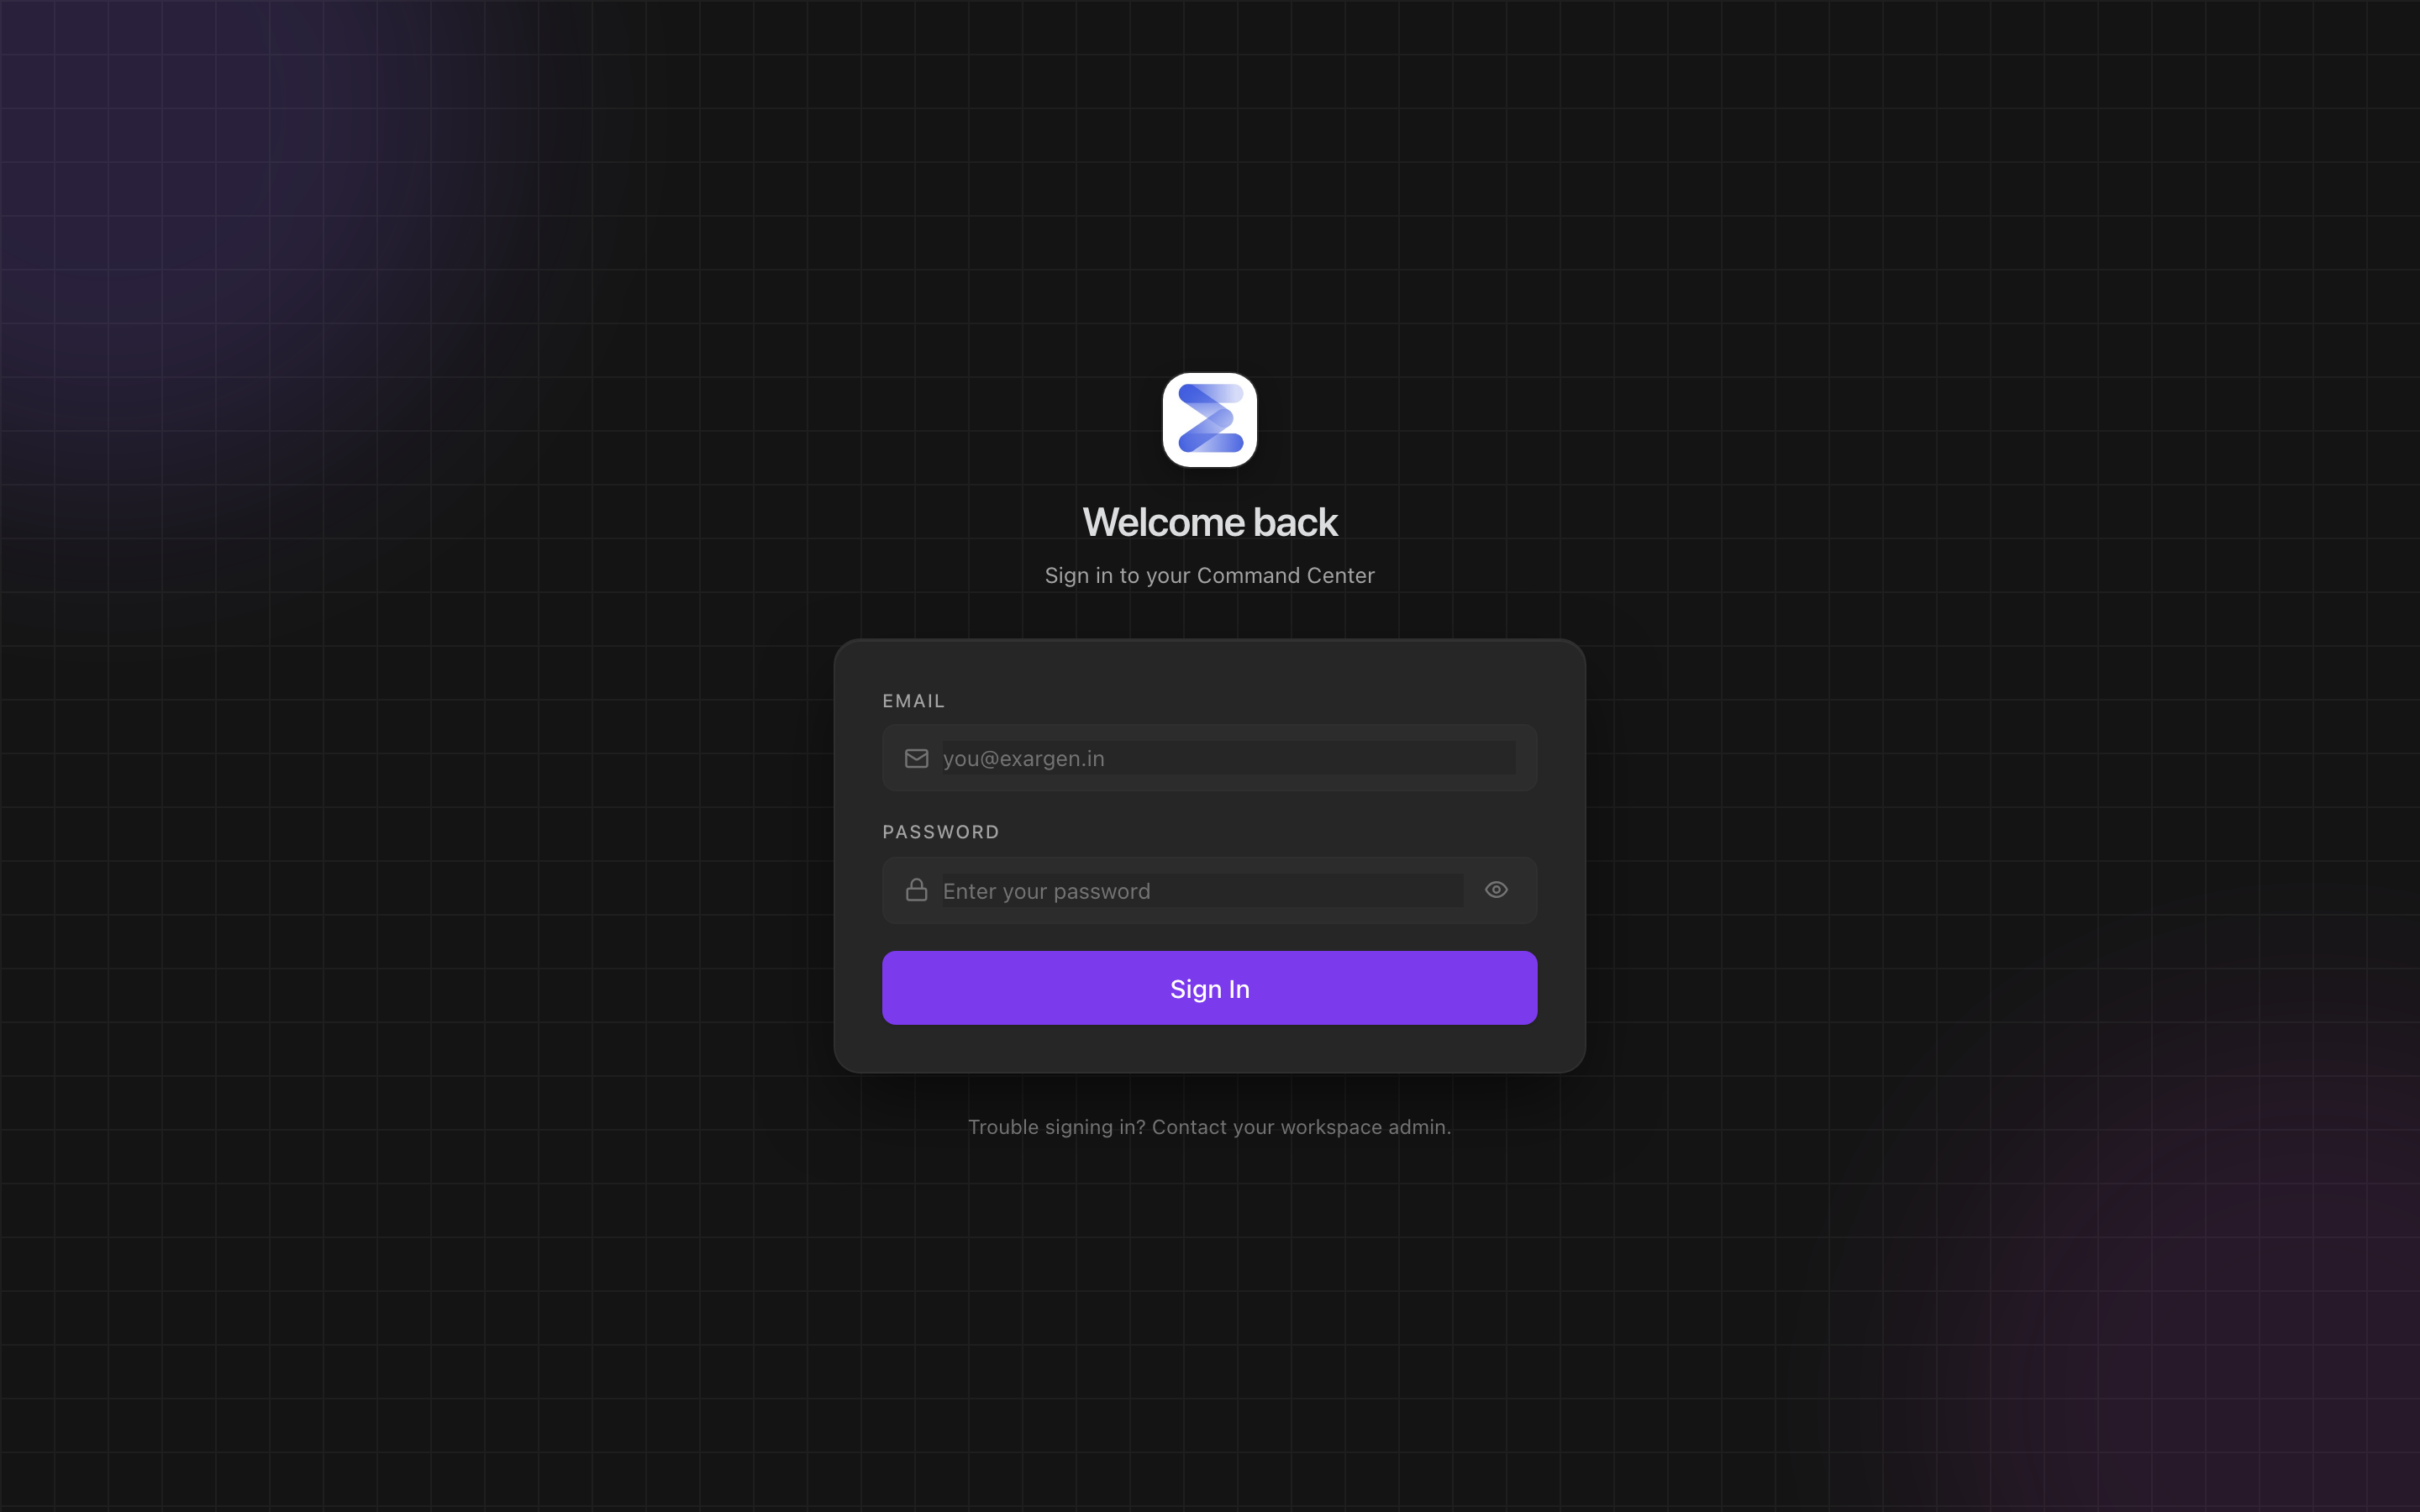 Welcome back
Sign in to your Command Center
EMAIL
you@exargen.in
PASSWORD
Enter your password
Sign In
Trouble signing in? Contact your workspace admin.